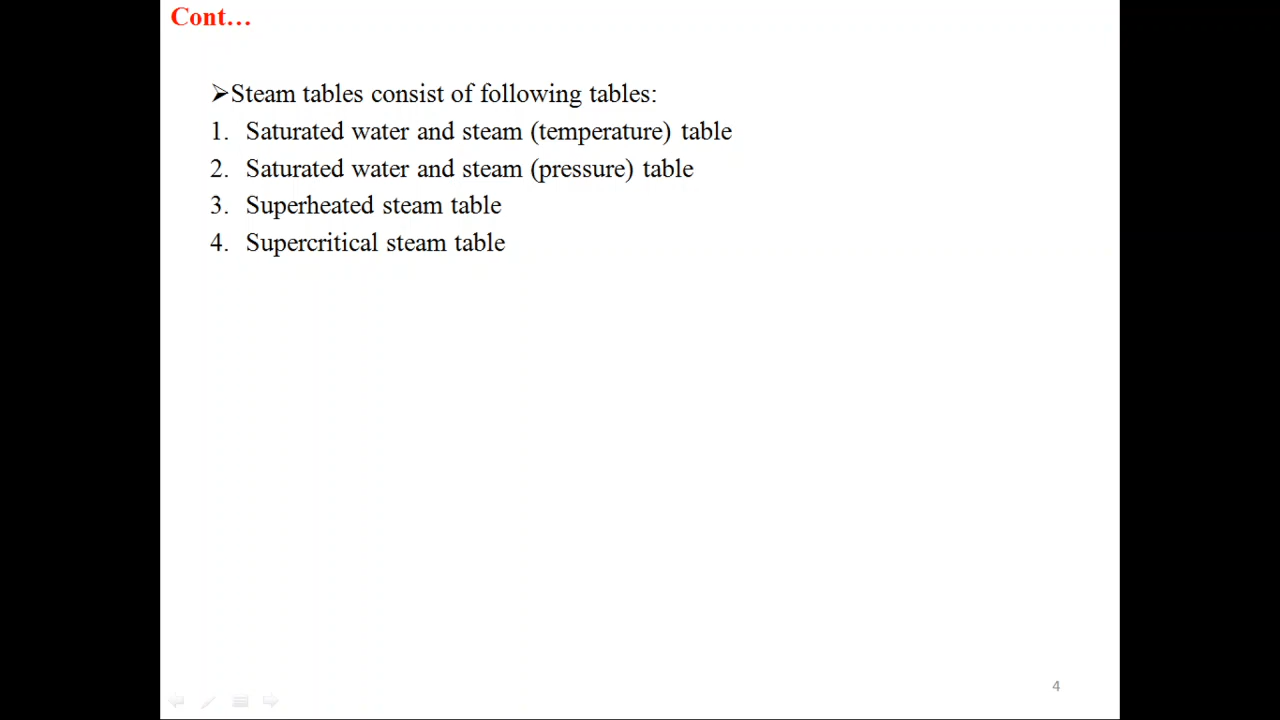 Cont…
➢Steam tables consist of following tables:
1. Saturated water and steam (temperature) table
2. Saturated water and steam (pressure) table
3. Superheated steam table
4. Supercritical steam table
4